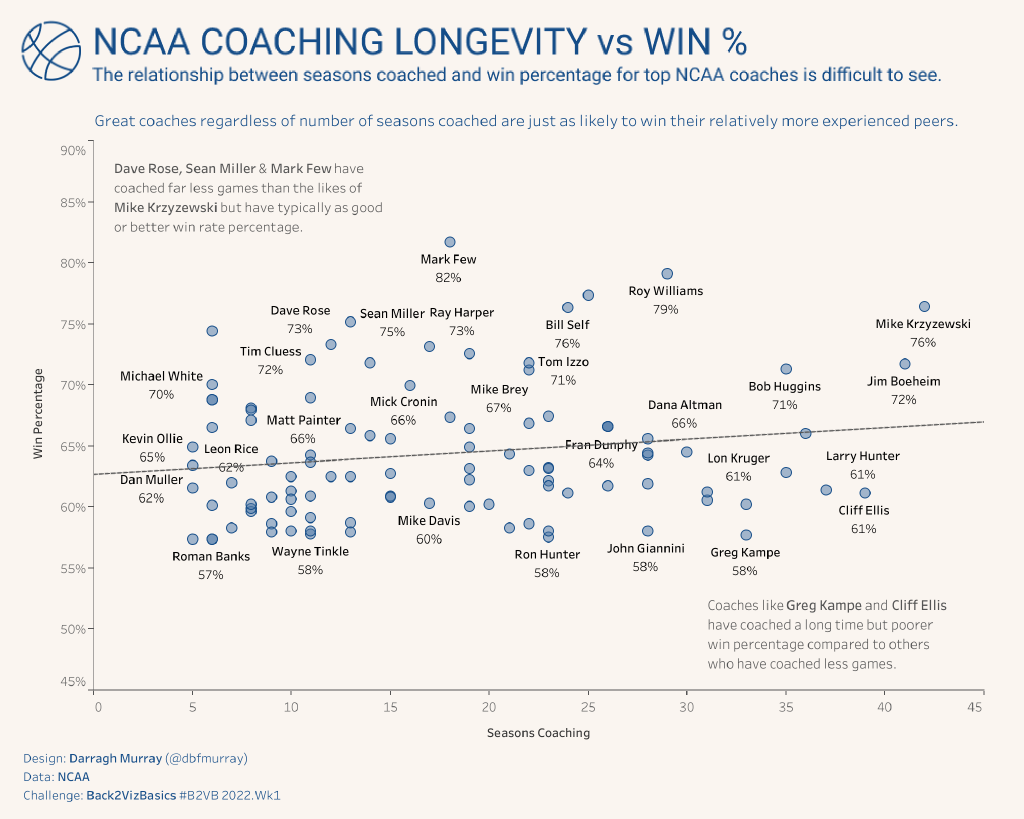 NCAA COACHING LONGEVITY vs WIN %
The relationship between seasons coached and win percentage for top NCAA coaches is difficult to see.
Great coaches regardless of number of seasons coached are just as likely to win their relatively more experienced peers.
90%
Dave Rose, Sean Miller & Mark Few have
coached far less games than the likes of
Mike Krzyzewski but have typically as good
or better win rate percentage.
85%
80%
75%
70%
65%
60%
55%
50%
45%
Win Percentage
Mark Few
82%
Roy Williams
79%
Dave Rose
73%
Sean Miller
75%
Ray Harper
73%
Bill Self
76%
Mike Krzyzewski
76%
Tim Cluess
72%
Tom Izzo
71%
Michael White
70%
Bob Huggins
71%
Jim Boeheim
72%
Mike Brey
67%
Mick Cronin
66%
Dana Altman
66%
Matt Painter
66%
Kevin Ollie
65%
Leon Rice
62%
Fran Dunphy
64%
Lon Kruger
61%
Larry Hunter
61%
Dan Muller
62%
Cliff Ellis
61%
Mike Davis
60%
Roman Banks
57%
Wayne Tinkle
58%
Ron Hunter
58%
John Giannini
58%
Greg Kampe
58%
Coaches like Greg Kampe and Cliff Ellis
have coached a long time but poorer
win percentage compared to others
who have coached less games.
0 5 10 15 20 25 30 35 40 45
Seasons Coaching
Design: Darragh Murray (@dbfmurray)
Data: NCAA
Challenge: Back2VizBasics #B2VB 2022.Wk1